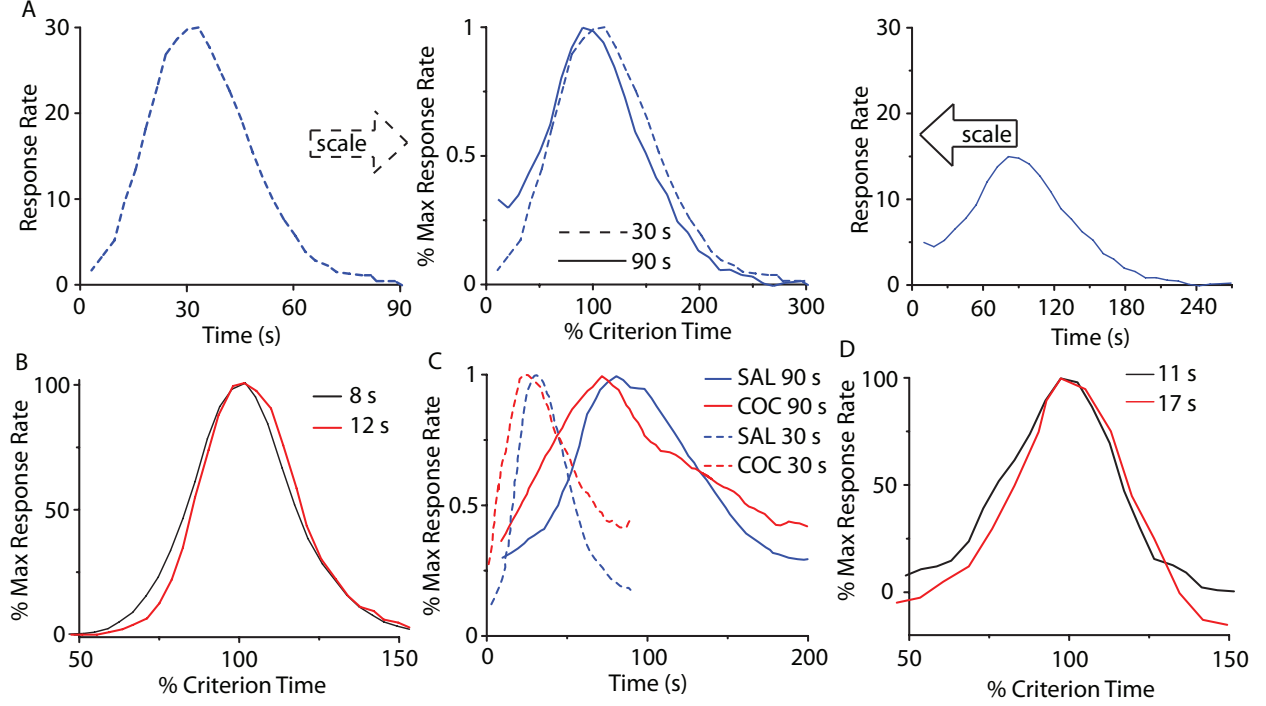 A
Response Rate
30
20
10
0
0
30
60
90
Time (s)
scale
% Max Response Rate
1
0.5
0
0
100
200
300
% Criterion Time
30 s
90 s
Response Rate
30
20
10
0
0
60
120
180
240
Time (s)
scale
B
% Max Response Rate
100
50
0
50
100
150
% Criterion Time
8 s
12 s
C
% Max Response Rate
1
0.5
0
0
100
200
Time (s)
SAL 90 s
COC 90 s
SAL 30 s
COC 30 s
D
% Max Response Rate
100
50
0
50
100
150
% Criterion Time
11 s
17 s